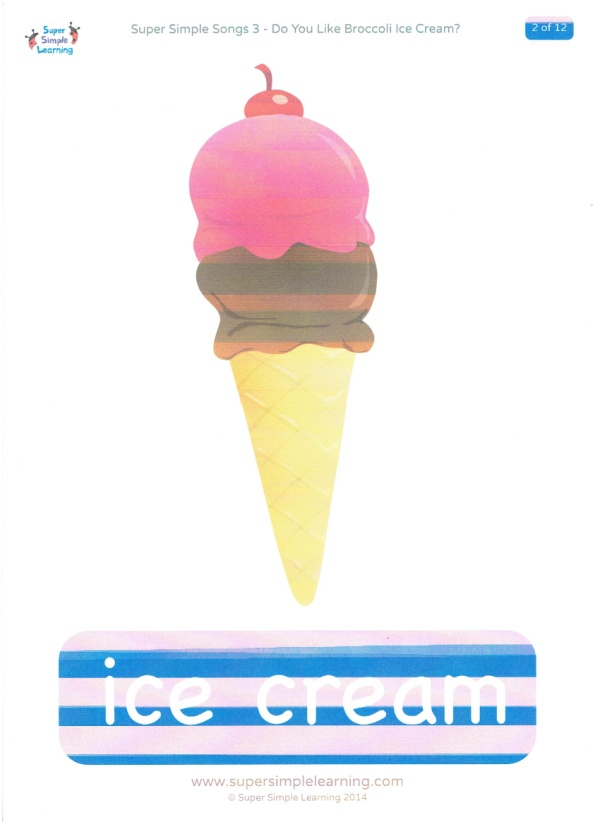 Super
Simple
Learning
Super Simple Songs 3 - Do You Like Broccoli Ice Cream?
2 of 12
ice cream
www.supersimplelearning.com
© Super Simple Learning 2014